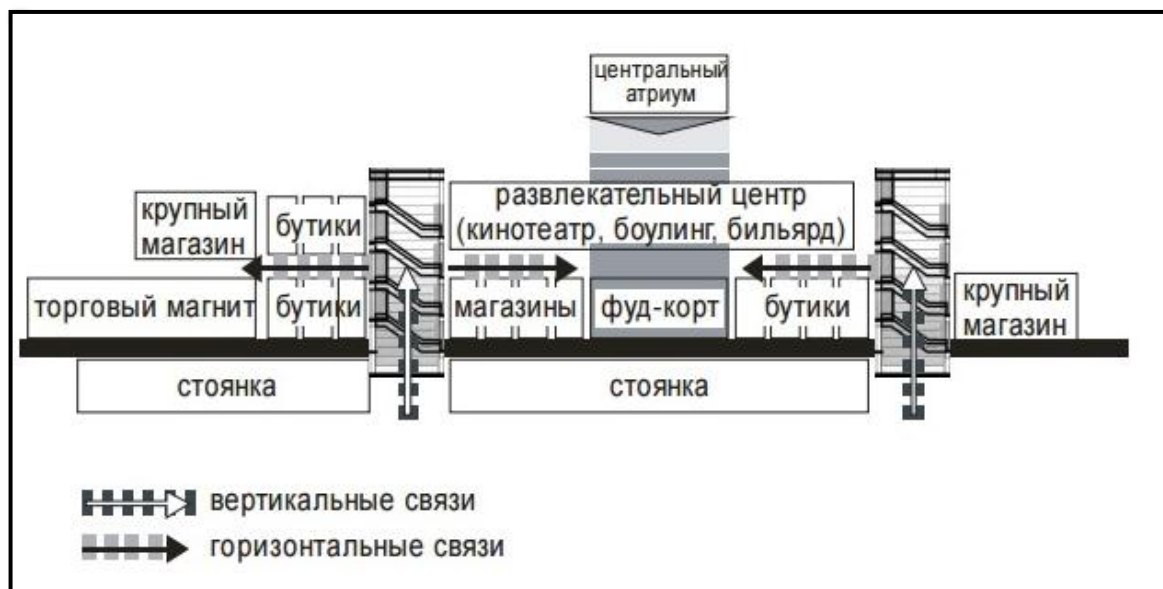 центральный
атриум
крупный
магазин
бутики
развлекательный центр
(кинотеатр, боулинг, бильярд)
торговый магнит
бутики
магазины
фуд-корт
бутики
крупный
магазин
стоянка
стоянка
вертикальные связи
горизонтальные связи